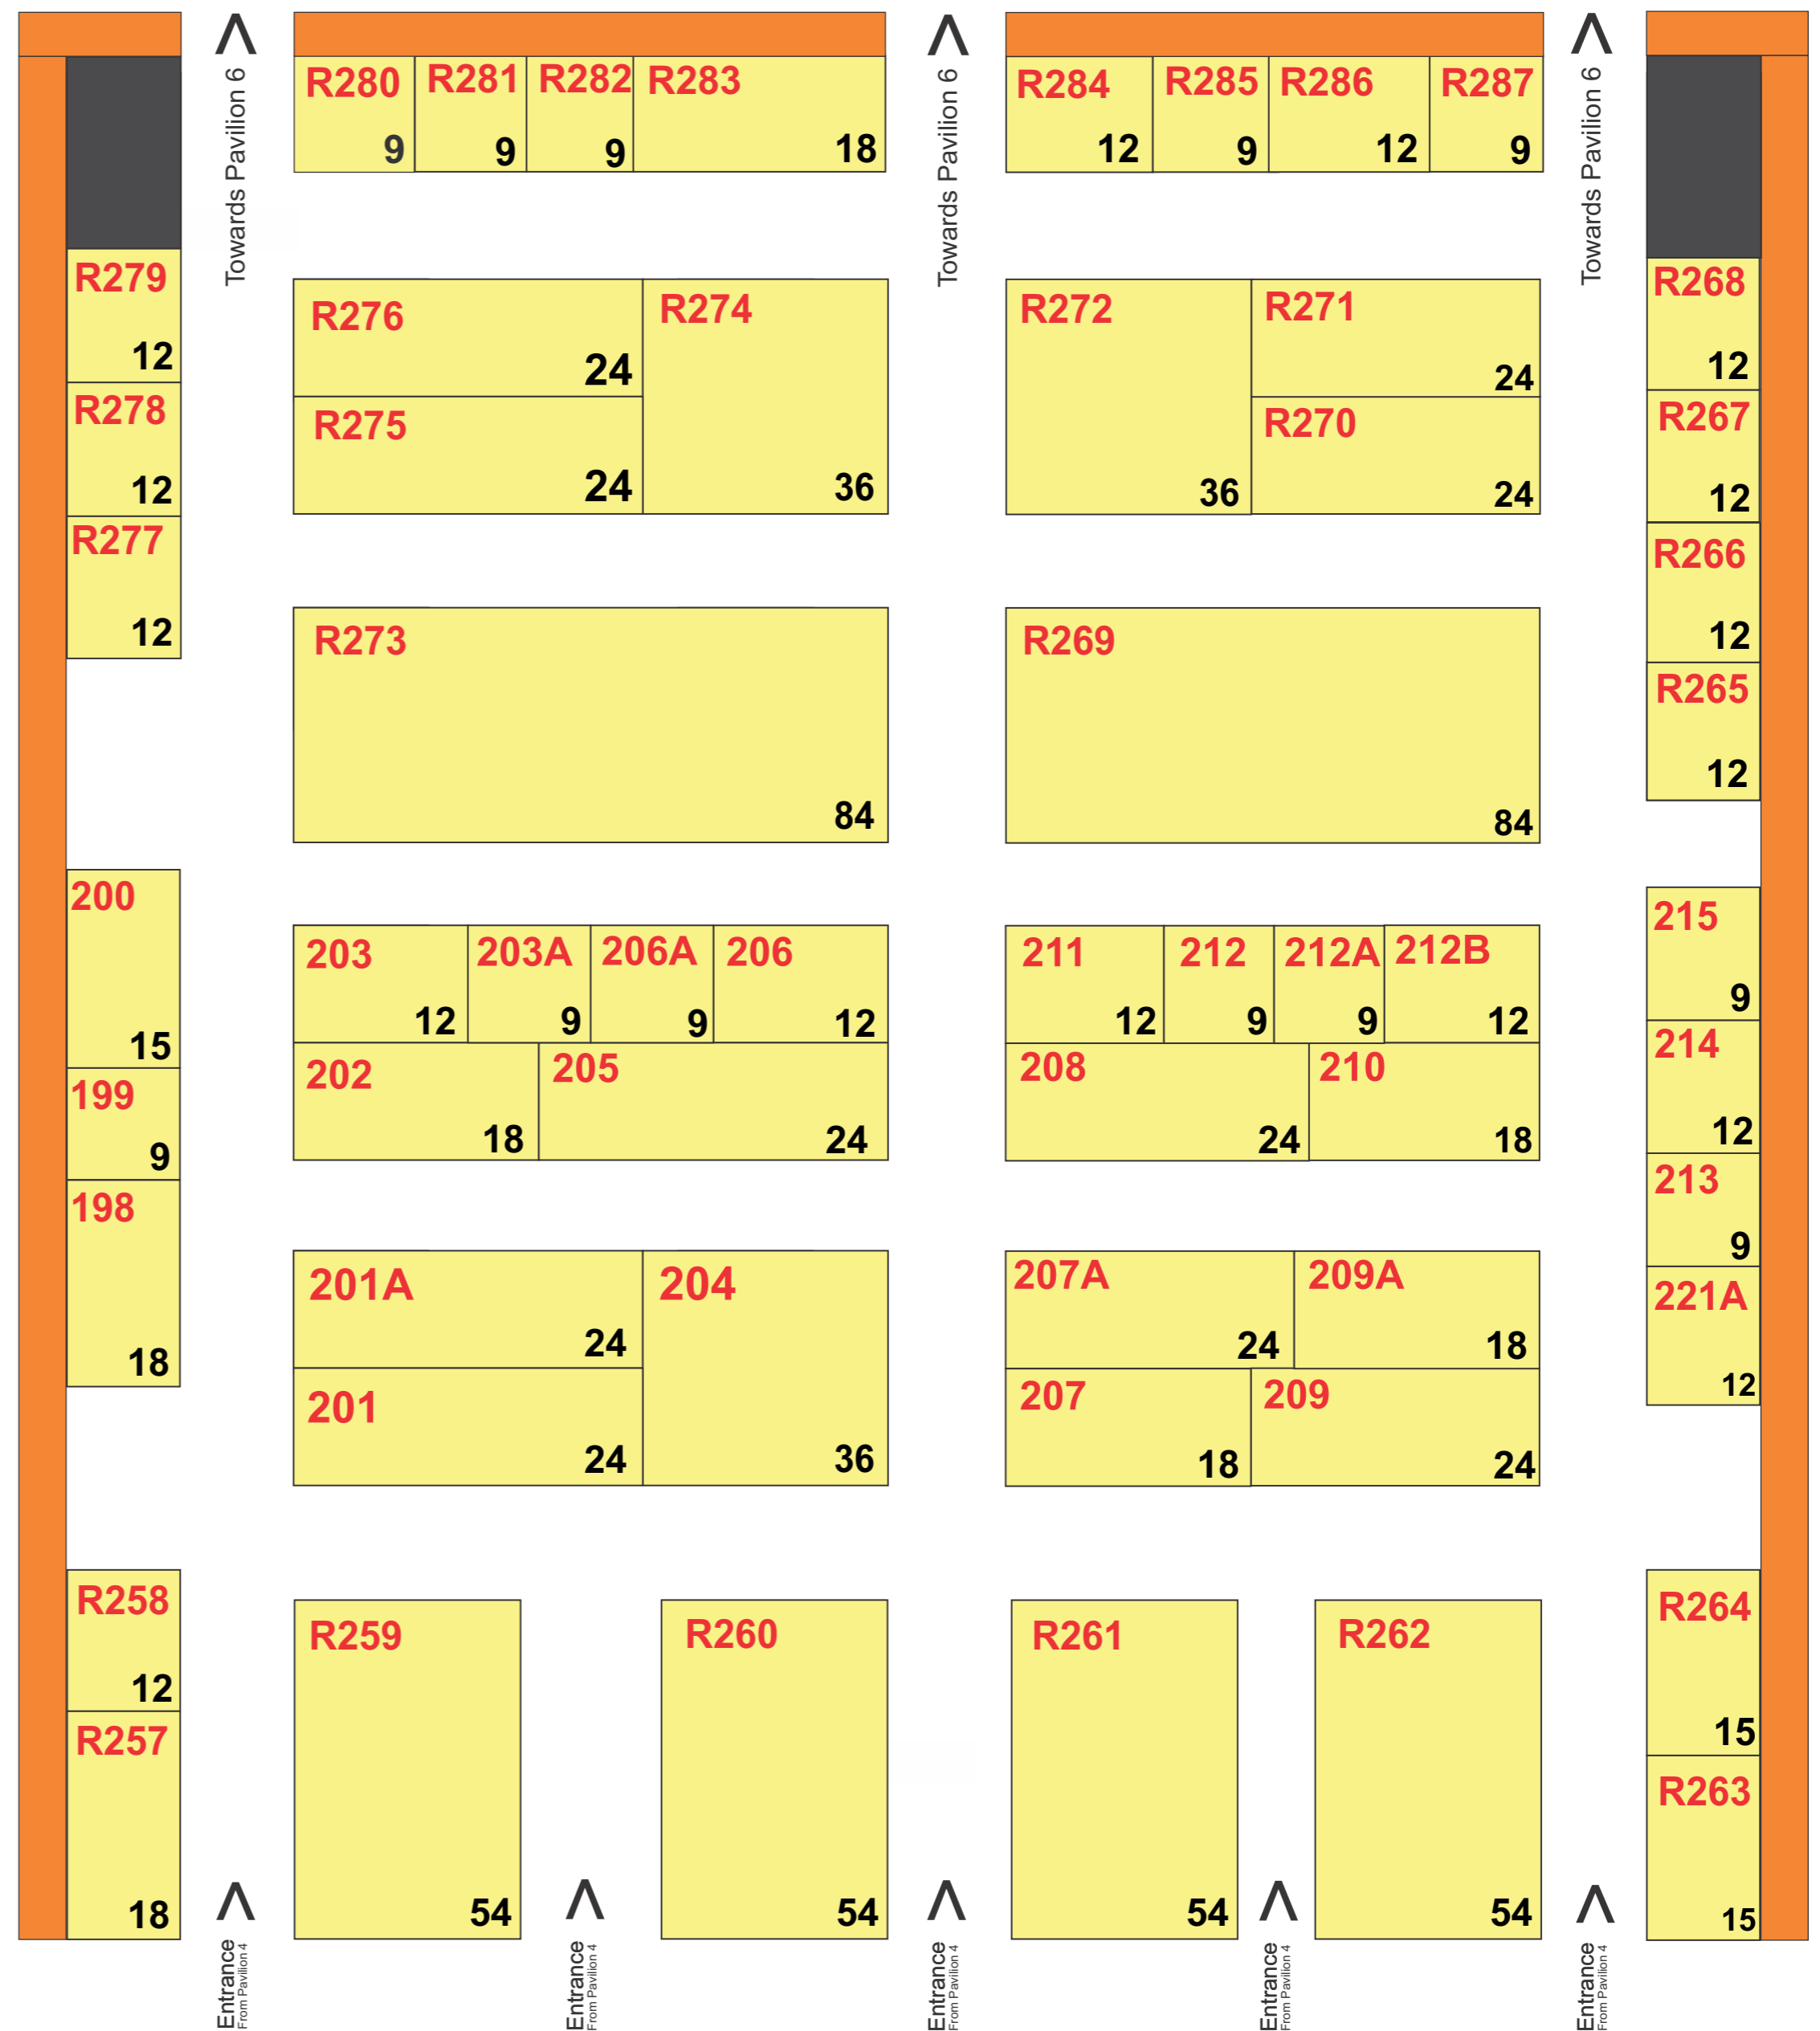 Towards Pavilion 6
Towards Pavilion 6
Towards Pavilion 6
R280
9
R281
9
R282
9
R283
18
R284
12
R285
9
R286
12
R287
9
R279
12
R278
12
R277
12
R276
24
R275
24
R274
36
R272
36
R271
24
R270
24
R268
12
R267
12
R266
12
R265
12
R273
84
R269
84
200
15
199
9
198
18
203
12
203A
9
206A
9
206
12
202
18
205
24
211
12
212
9
212A
9
212B
12
208
24
210
18
215
9
214
12
213
9
221A
12
201A
24
201
24
204
36
207A
24
209A
18
207
18
209
24
R258
12
R257
18
R259
54
R260
54
R261
54
R262
54
R264
15
R263
15
Entrance
From Pavilion 4
Entrance
From Pavilion 4
Entrance
From Pavilion 4
Entrance
From Pavilion 4
Entrance
From Pavilion 4